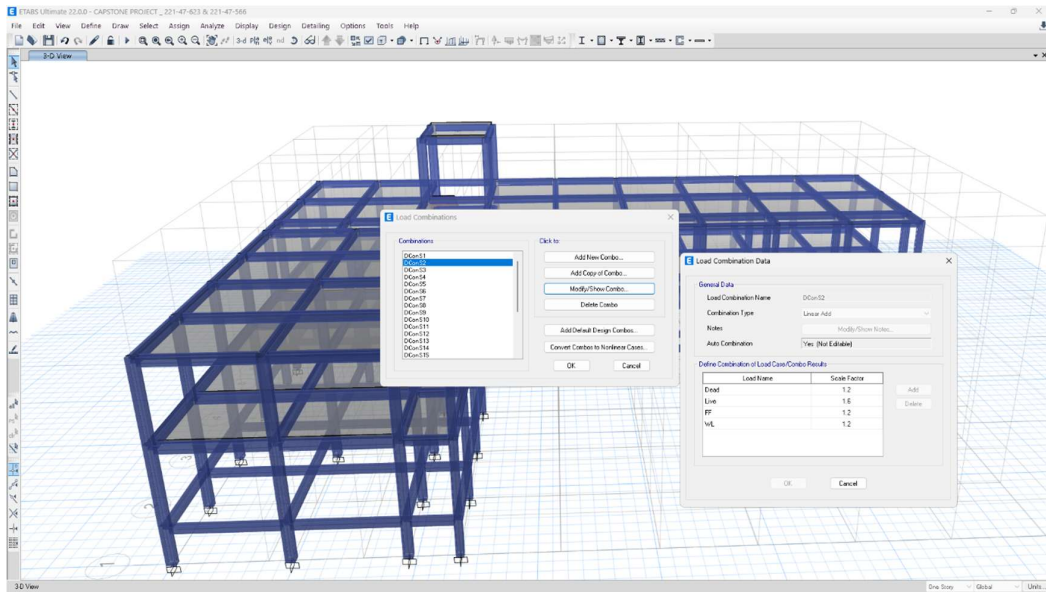 ETABS Ultimate 22.0.0 - CAPSTONE PROJECT _ 221-47-623 & 221-47-566
File Edit View Define Draw Select Assign Analyze Display Design Detailing Options Tools Help
3-D View
Load Combinations
Combinations
Click to:
DConS1
DConS2
DConS3
DConS4
DConS5
DConS6
DConS7
DConS8
DConS9
DConS10
DConS11
DConS12
DConS13
DConS14
DConS15
Add New Combo...
Add Copy of Combo...
Modify/Show Combo...
Delete Combo
Add Default Design Combos...
Convert Combos to Nonlinear Cases...
OK Cancel
Load Combination Data
General Data
Load Combination Name DConS2
Combination Type Linear Add
Notes Modify/Show Notes...
Auto Combination Yes (Not Editable)
Define Combination of Load Case/Combo Results
Load Name Scale Factor
Dead 1.2
Live 1.6
FF 1.2
WL 1.2
Add
Delete
OK Cancel
3-D View One Story Global Units...